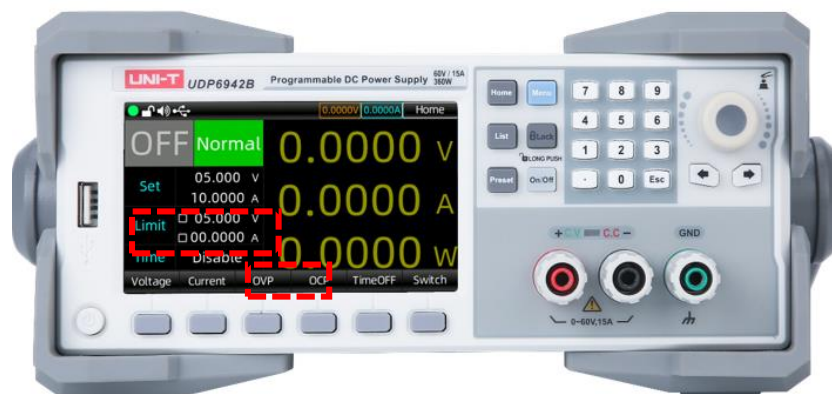 UNI-T UDP6942B Programmable DC Power Supply 60V / 15A 360W
0.0000V 0.0000A Home
OFF Normal 0.0000 V
Set 05.000 V
10.0000 A
0.0000 A
Limit 05.000 V
00.0000 A
Time Disable 0.0000 W
Voltage Current OVP OCP TimeOFF Switch
Home Menu 7 8 9
4 5 6
List Lock 1 2 3
LONG PUSH
Preset On/Off . 0 Esc
+ C.V C.C - GND
0~60V,15A